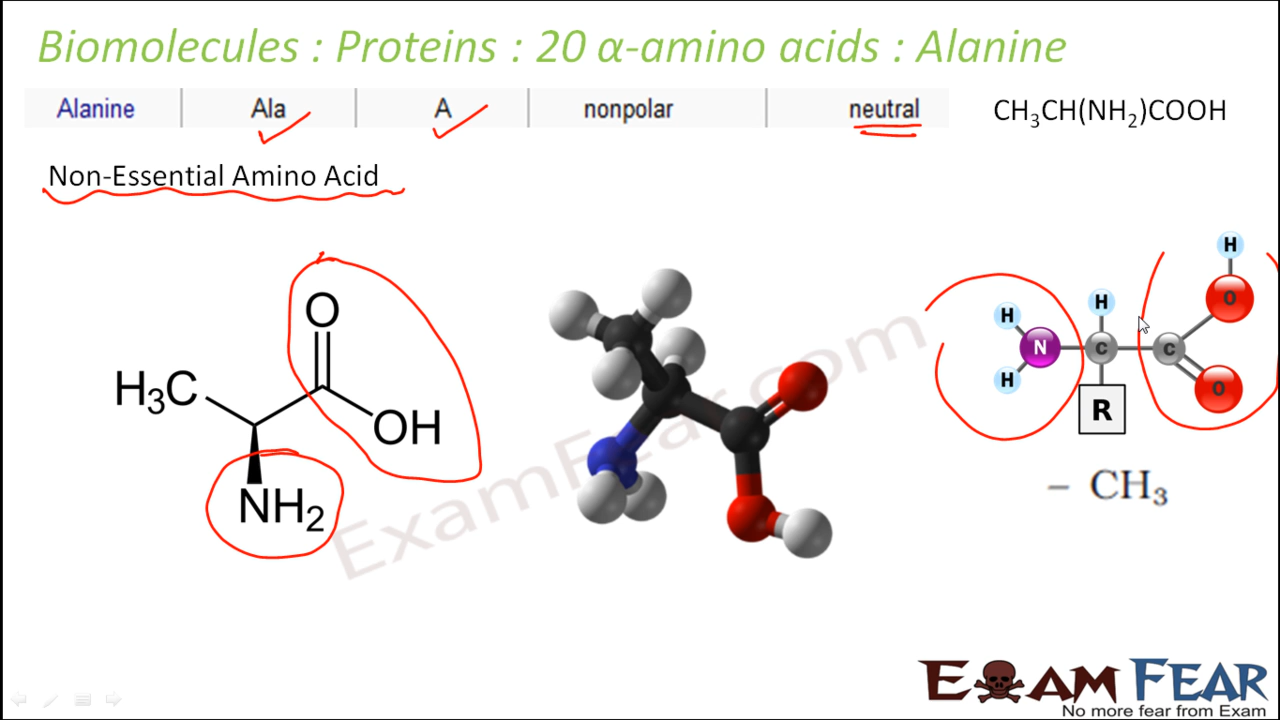 Biomolecules : Proteins : 20 α-amino acids : Alanine
Alanine Ala A nonpolar neutral CH₃CH(NH₂)COOH
Non-Essential Amino Acid
O
H₃C
OH
NH₂
H
O
H
H
N
C
C
H
O
R
– CH₃
ExamFear.com
EXAM FEAR
No more fear from Exam